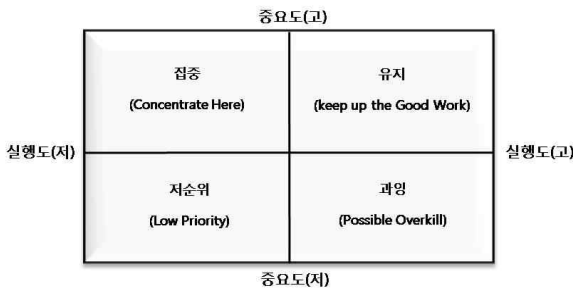 중요도(고)
집중
(Concentrate Here)
유지
(keep up the Good Work)
실행도(저)
실행도(고)
저순위
(Low Priority)
과잉
(Possible Overkill)
중요도(저)